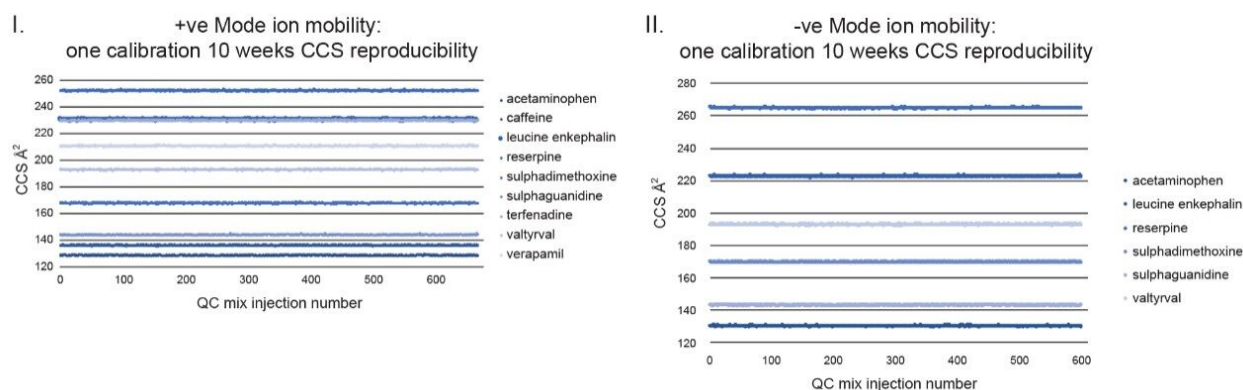 I.
+ve Mode ion mobility:
one calibration 10 weeks CCS reproducibility
260
240
220
200
180
160
140
120
CCS Å²
0 100 200 300 400 500 600
QC mix injection number
acetaminophen
caffeine
leucine enkephalin
reserpine
sulphadimethoxine
sulphaguanidine
terfenadine
valtyrval
verapamil
II.
-ve Mode ion mobility:
one calibration 10 weeks CCS reproducibility
280
260
240
220
200
180
160
140
120
CCS Å²
0 100 200 300 400 500 600
QC mix injection number
acetaminophen
leucine enkephalin
reserpine
sulphadimethoxine
sulphaguanidine
valtyrval